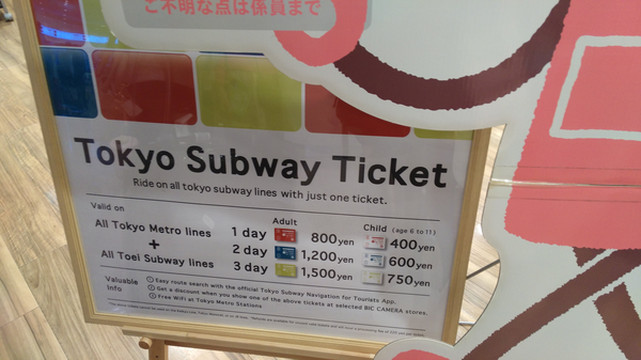 ご不明な点は係員まで
Tokyo Subway Ticket
Ride on all tokyo subway lines with just one ticket.
Valid on
Adult
Child (age 6 to 11)
All Tokyo Metro lines
+
All Toei Subway lines
1 day 800yen 400yen
2 day 1,200yen 600yen
3 day 1,500yen 750yen
Valuable Info
① Easy route search with the official Tokyo Subway Navigation for Tourists App.
② Get a discount when you show one of the above tickets at selected BIC CAMERA stores.
③ Free WiFi at Tokyo Metro Stations